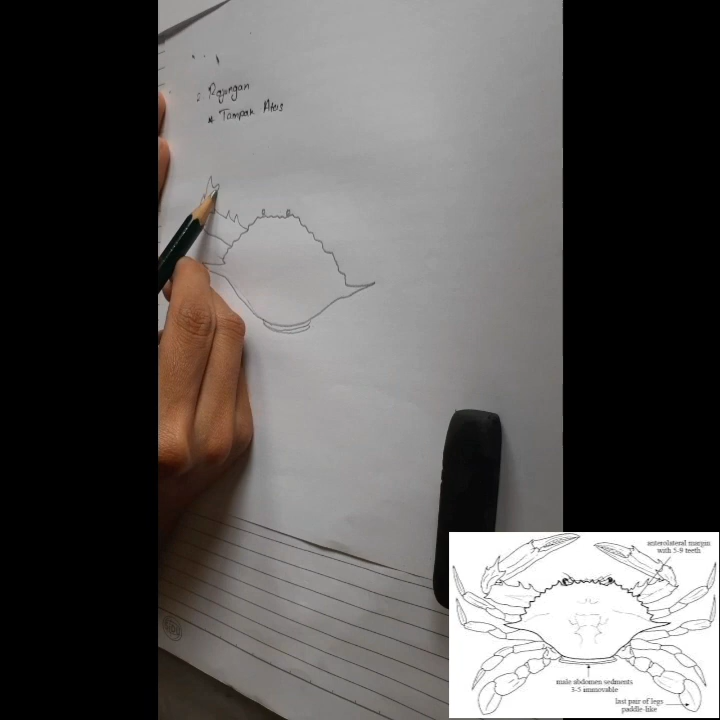 2. Rajungan
* Tampak Atas
anterolateral margin
with 5-9 teeth
male abdomen sediments
3-5 immovable
last pair of legs
paddle-like